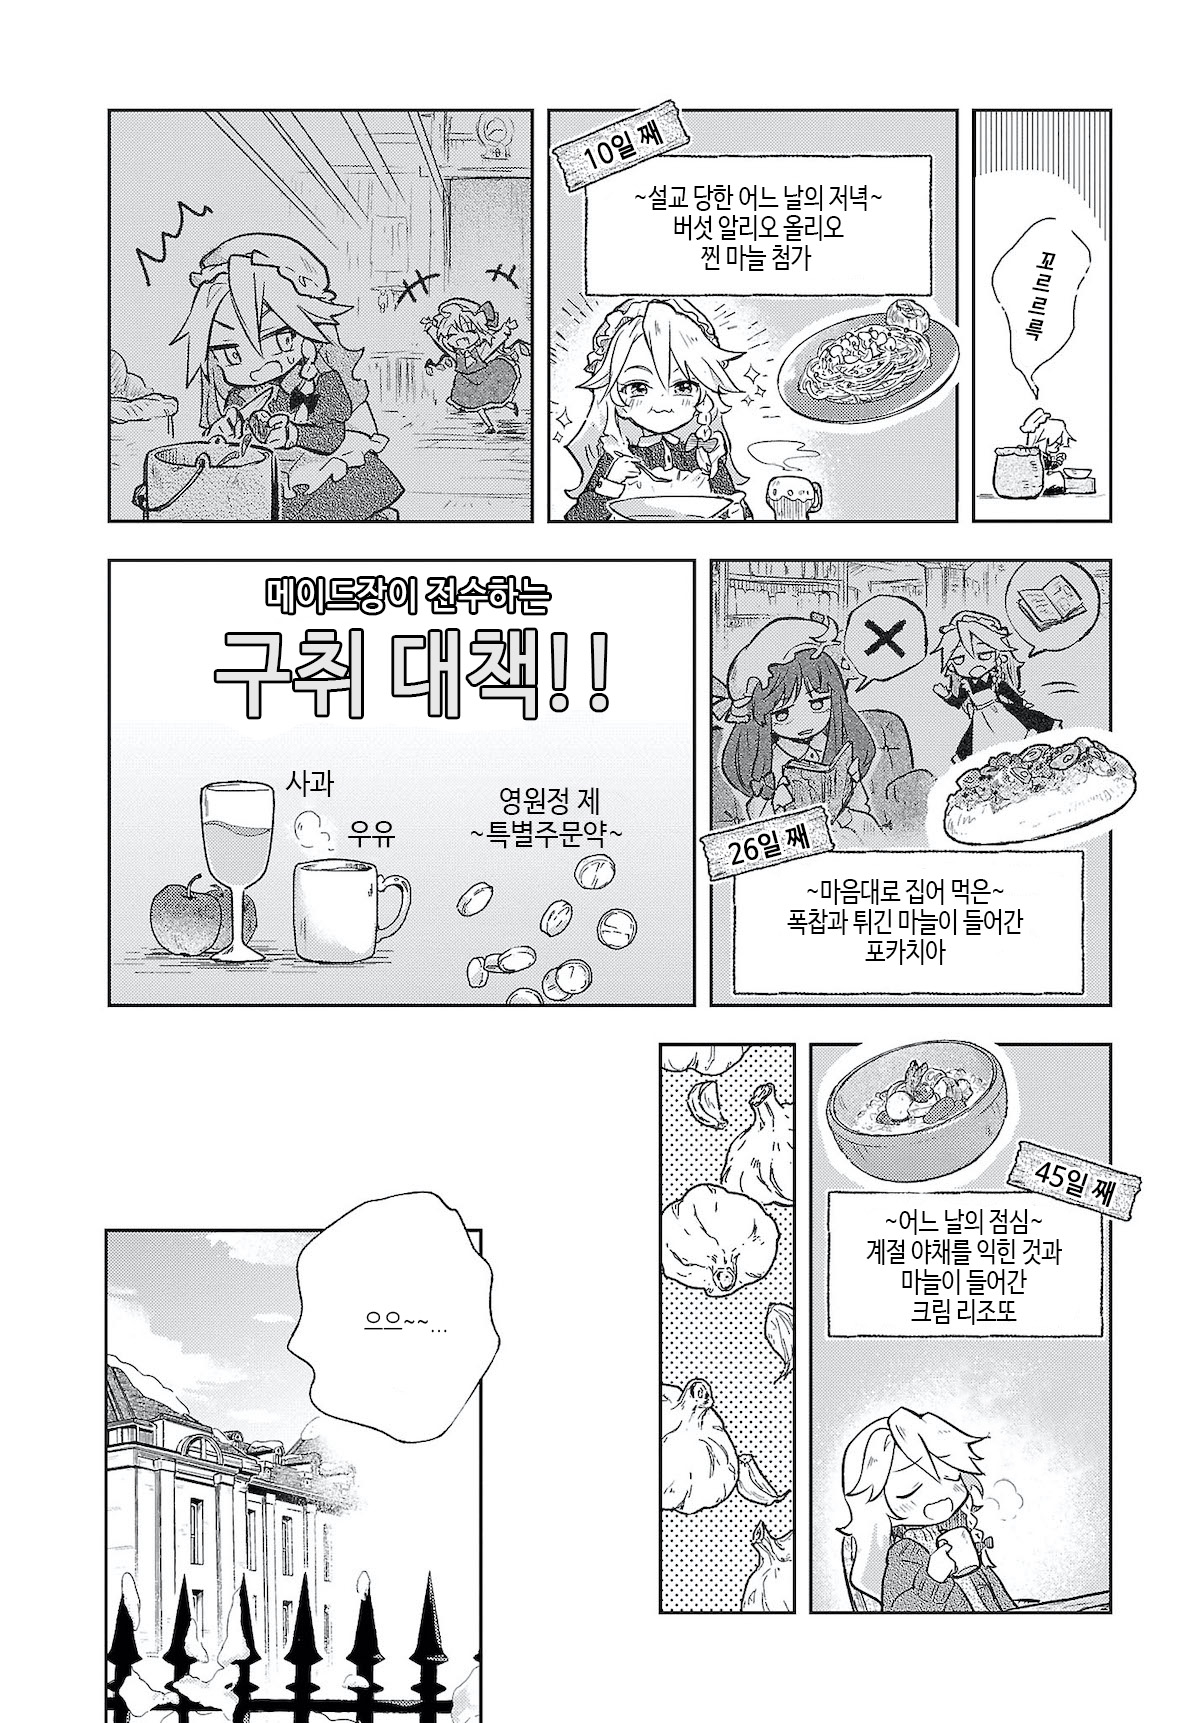 꼬르르륵
10일 째
~설교 당한 어느 날의 저녁~
버섯 알리오 올리오
찐 마늘 첨가
26일 째
~마음대로 집어 먹은~
폭찹과 튀긴 마늘이 들어간
포카치아
메이드장이 전수하는
구취 대책!!
사과
우유
영원정 제
~특별주문약~
45일 째
~어느 날의 점심~
계절 야채를 익힌 것과
마늘이 들어간
크림 리조또
으으~~...